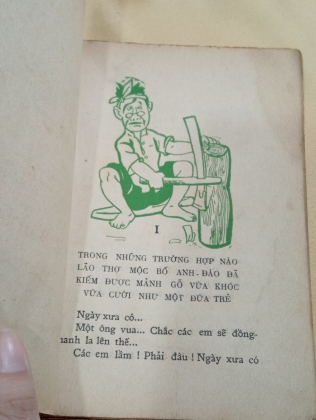 I
TRONG NHỮNG TRƯỜNG HỢP NÀO
LÃO THỢ MỘC BỐ ANH-ĐÀO ĐÃ
KIẾM ĐƯỢC MẢNH GỖ VỪA KHÓC
VỪA CƯỜI NHƯ MỘT ĐỨA TRẺ
Ngày xưa có...
Một ông vua... Chắc các em sẽ đồng-
hanh la lên thế...
Các em lầm ! Phải đâu ! Ngày xưa có